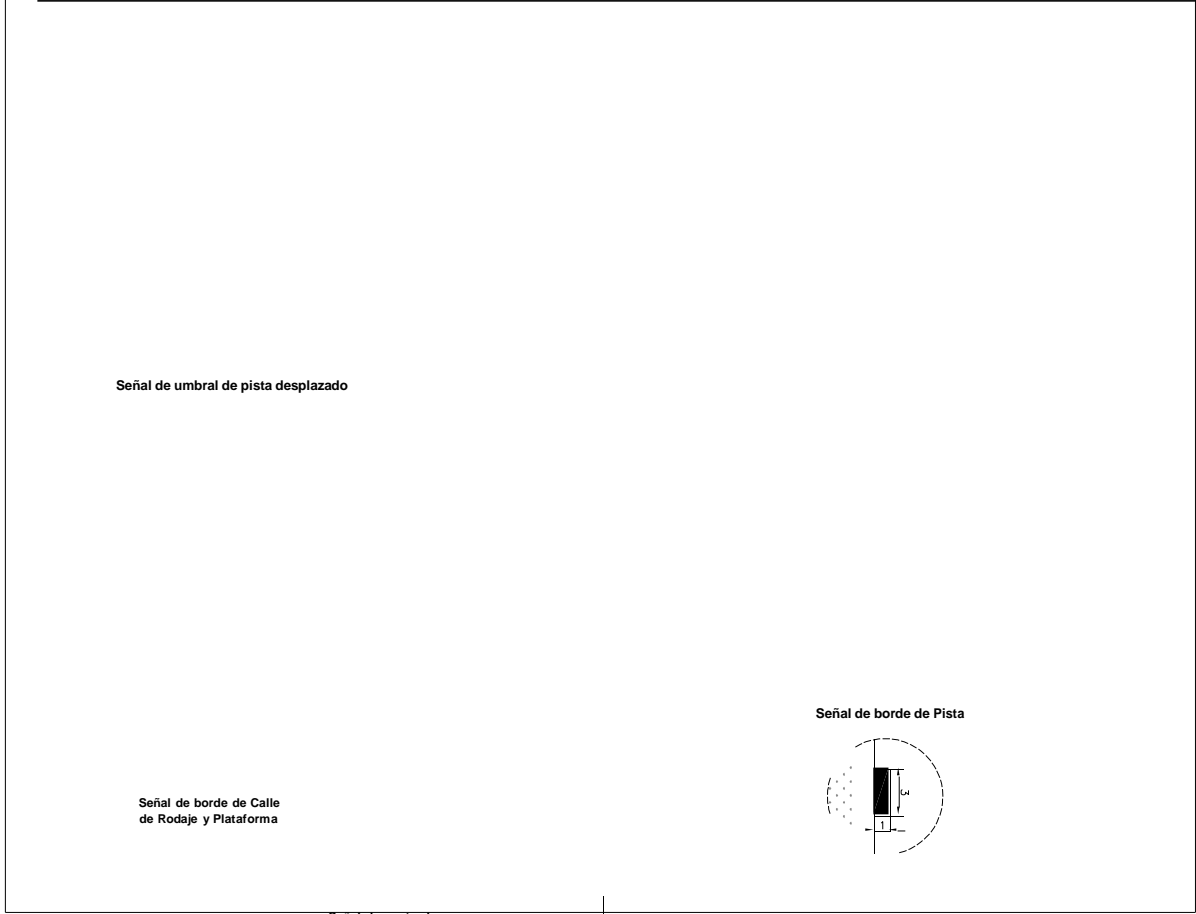 Señal de umbral de pista desplazado
Señal de borde de Pista
3
1
Señal de borde de Calle
de Rodaje y Plataforma